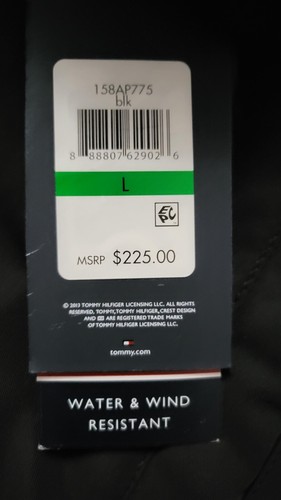 158AP775
blk
8 88807 62902 6
L
EPC
MSRP $225.00
© 2013 TOMMY HILFIGER LICENSING LLC. ALL RIGHTS
RESERVED. TOMMY,TOMMY HILFIGER,CREST DESIGN
AND ARE REGISTERED TRADE MARKS
OF TOMMY HILFIGER LICENSING LLC.
tommy.com
WATER & WIND
RESISTANT